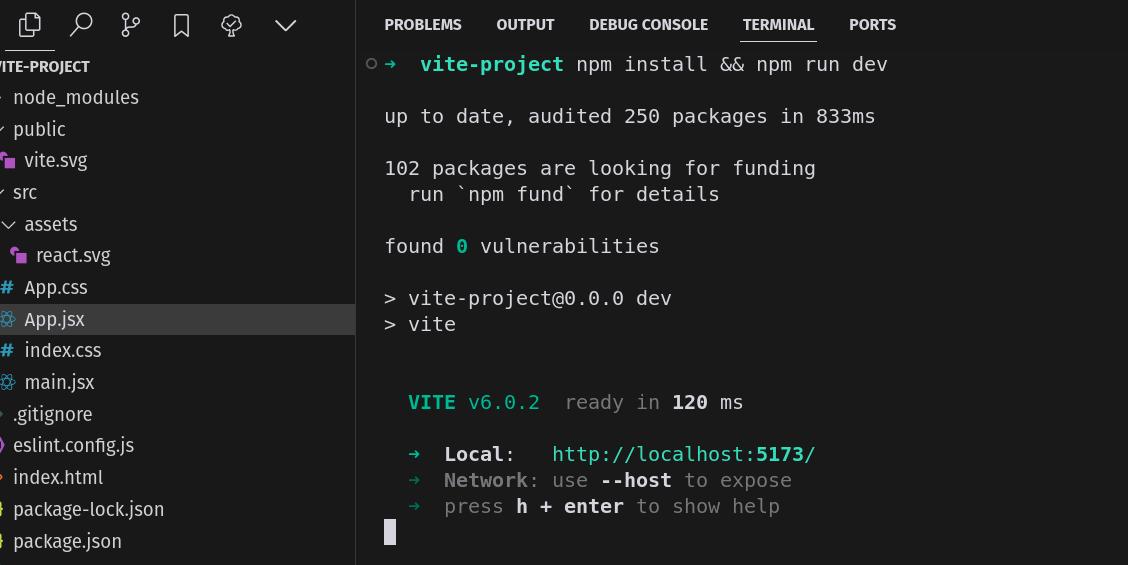 VITE-PROJECT
node_modules
public
vite.svg
src
assets
react.svg
# App.css
App.jsx
# index.css
main.jsx
.gitignore
eslint.config.js
index.html
package-lock.json
package.json
PROBLEMS OUTPUT DEBUG CONSOLE TERMINAL PORTS
➜ vite-project npm install && npm run dev
up to date, audited 250 packages in 833ms
102 packages are looking for funding
run `npm fund` for details
found 0 vulnerabilities
> vite-project@0.0.0 dev
> vite
VITE v6.0.2 ready in 120 ms
➜ Local: http://localhost:5173/
➜ Network: use --host to expose
➜ press h + enter to show help